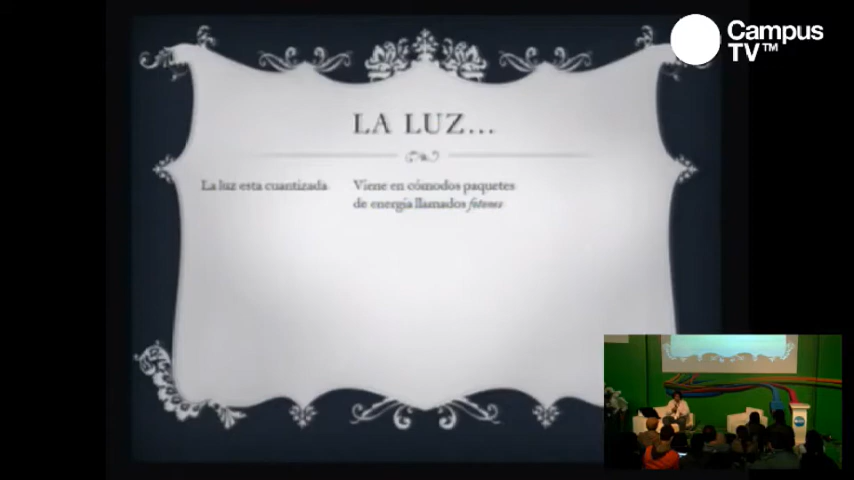 Campus
TV™
LA LUZ...
La luz esta cuantizada
Viene en cómodos paquetes
de energía llamados fotones